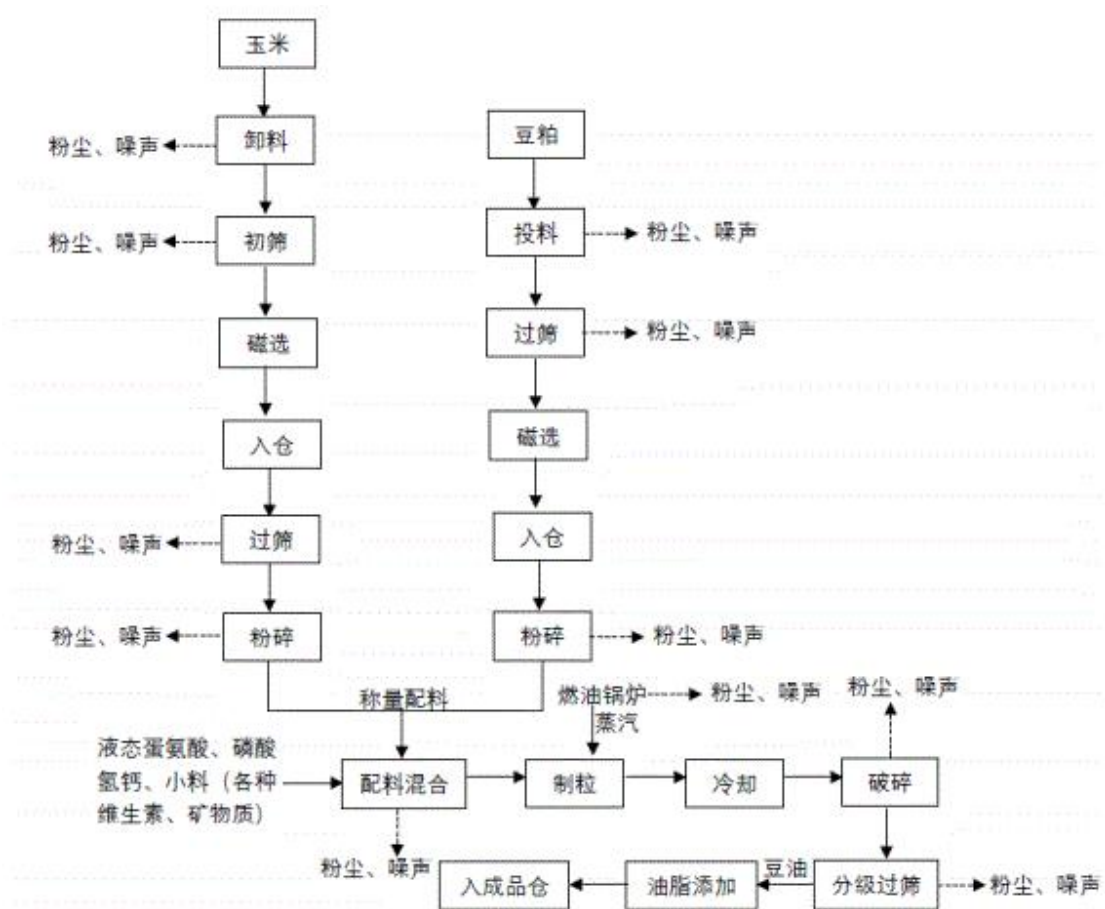 玉米
粉尘、噪声
卸料
豆粕
粉尘、噪声
初筛
投料
粉尘、噪声
磁选
过筛
粉尘、噪声
入仓
磁选
粉尘、噪声
过筛
入仓
粉尘、噪声
粉碎
粉碎
粉尘、噪声
称量配料
燃油锅炉
粉尘、噪声
粉尘、噪声
蒸汽
液态蛋氨酸、磷酸
氢钙、小料（各种
维生素、矿物质）
配料混合
制粒
冷却
破碎
粉尘、噪声
入成品仓
油脂添加
豆油
分级过筛
粉尘、噪声